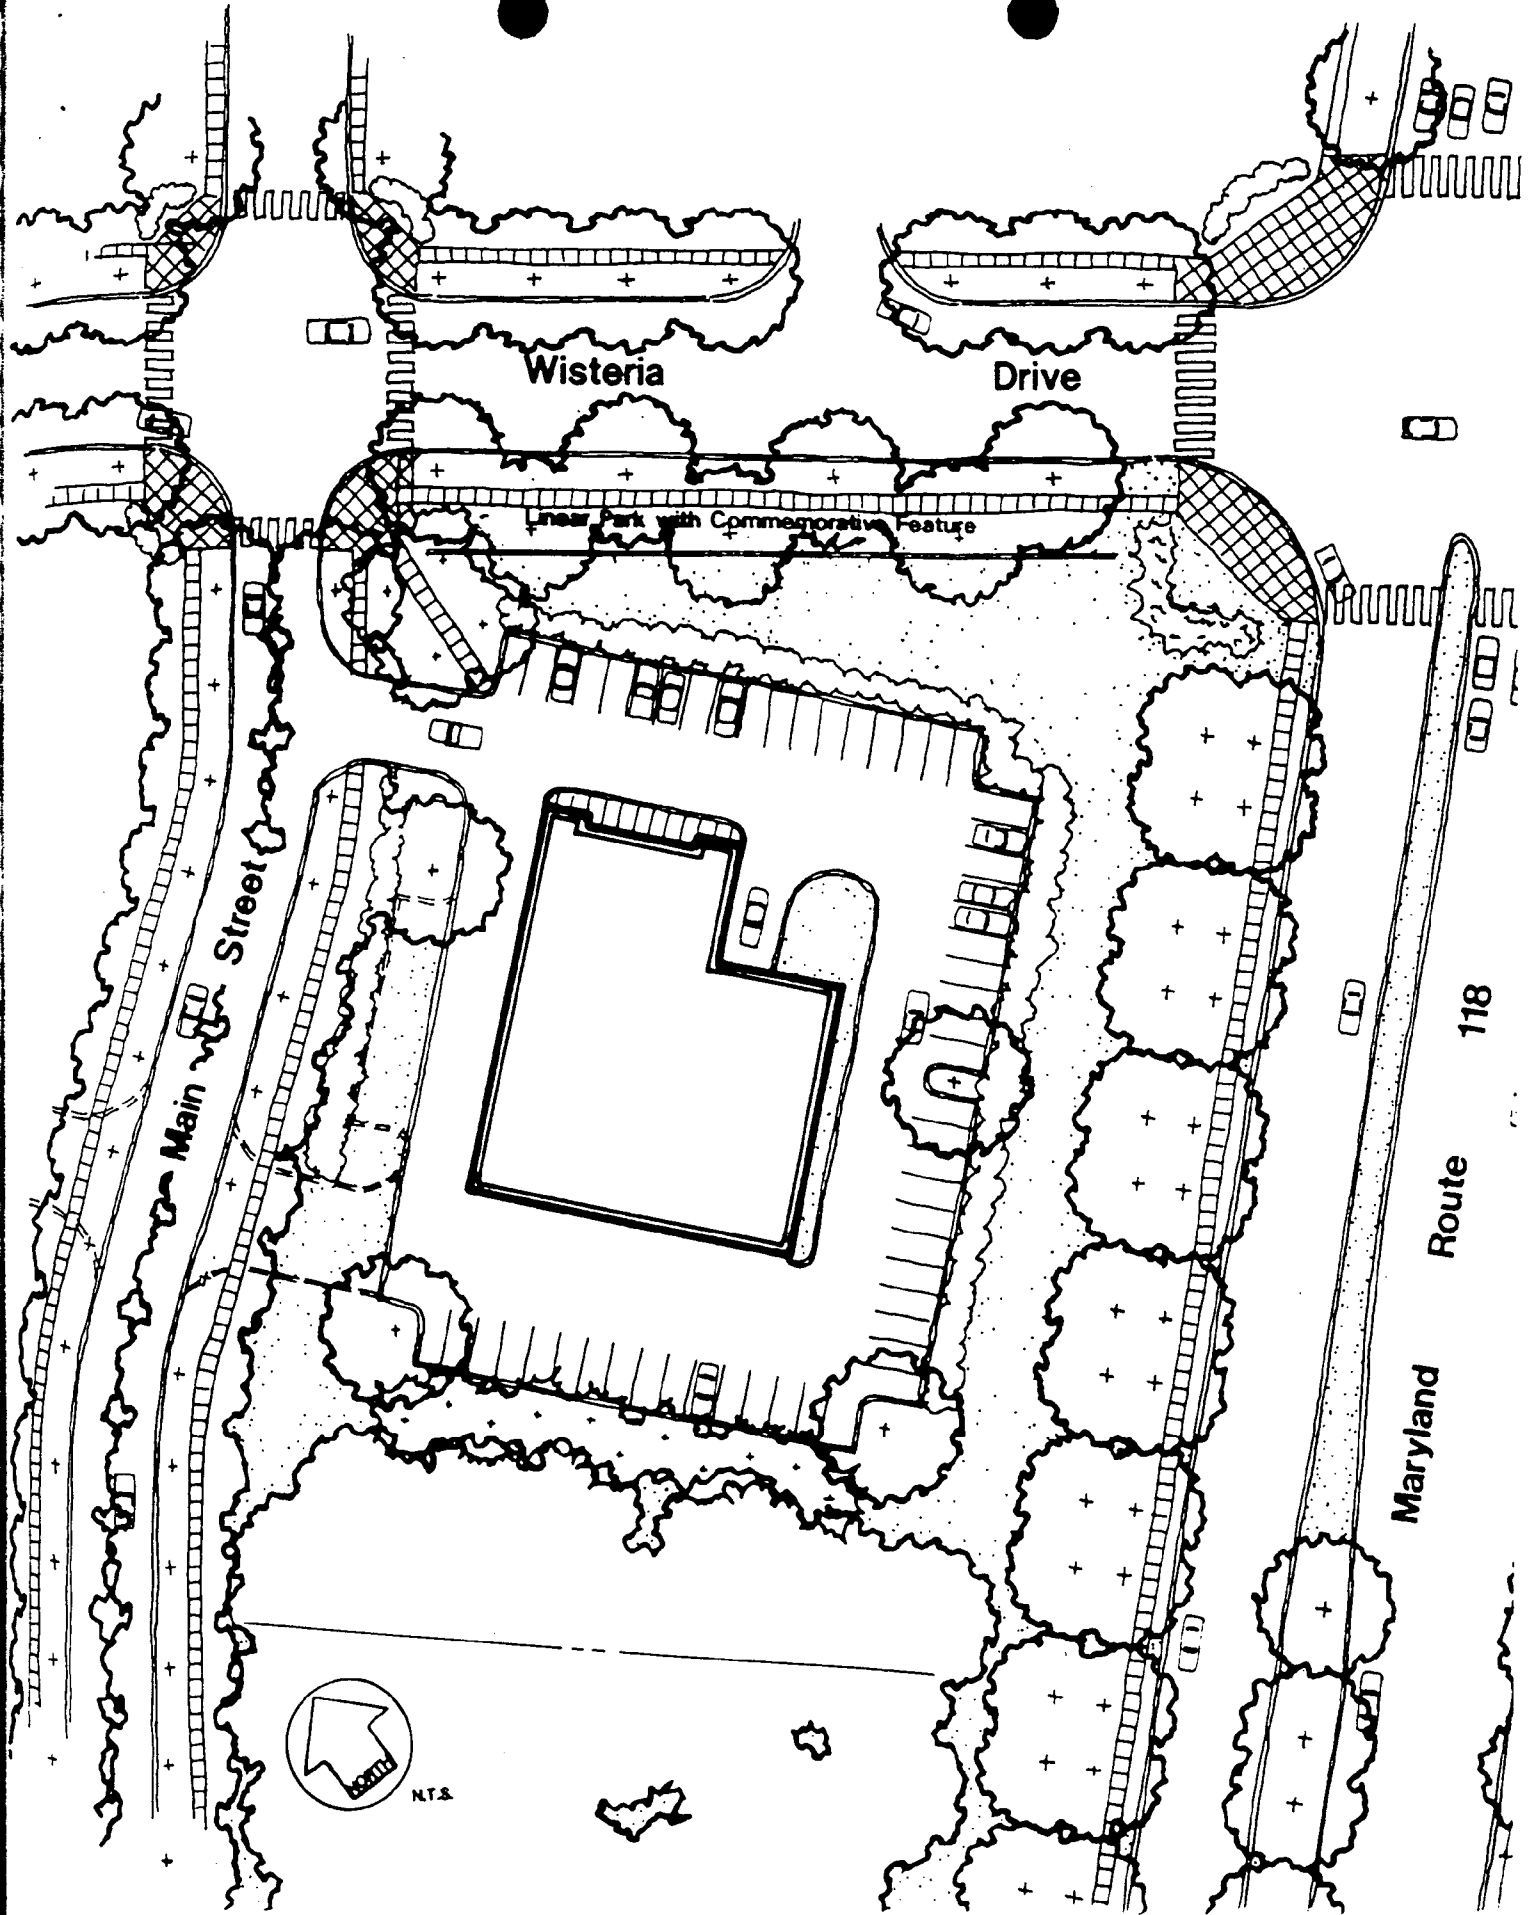 Wisteria Drive
Linear Park with Commemorative Feature
Main Street
Maryland Route 118
NORTH
N.T.S.